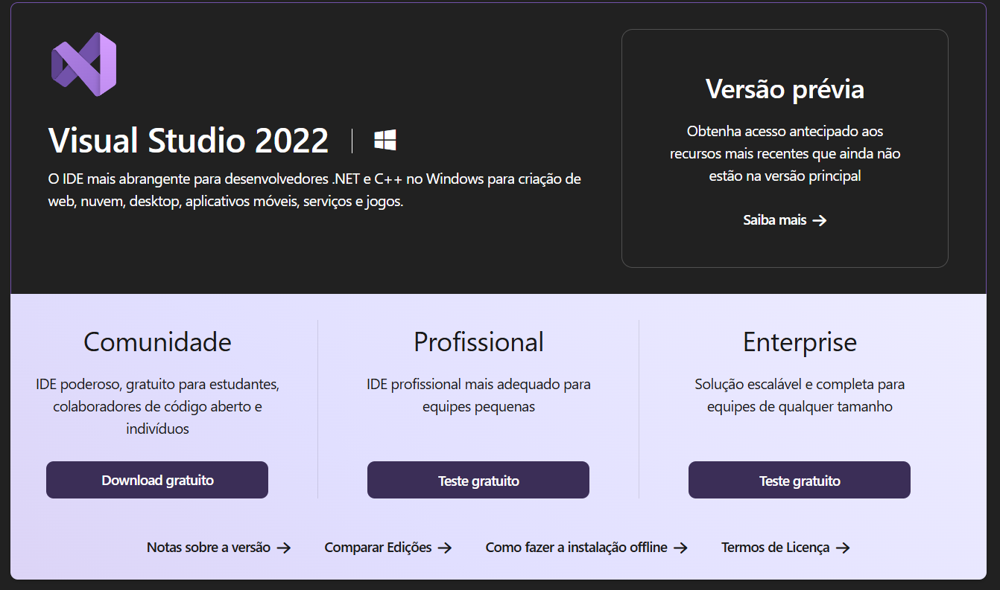 Visual Studio 2022
O IDE mais abrangente para desenvolvedores .NET e C++ no Windows para criação de
web, nuvem, desktop, aplicativos móveis, serviços e jogos.
Versão prévia
Obtenha acesso antecipado aos
recursos mais recentes que ainda não
estão na versão principal
Saiba mais
Comunidade
IDE poderoso, gratuito para estudantes,
colaboradores de código aberto e
indivíduos
Download gratuito
Profissional
IDE profissional mais adequado para
equipes pequenas
Teste gratuito
Enterprise
Solução escalável e completa para
equipes de qualquer tamanho
Teste gratuito
Notas sobre a versão
Comparar Edições
Como fazer a instalação offline
Termos de Licença